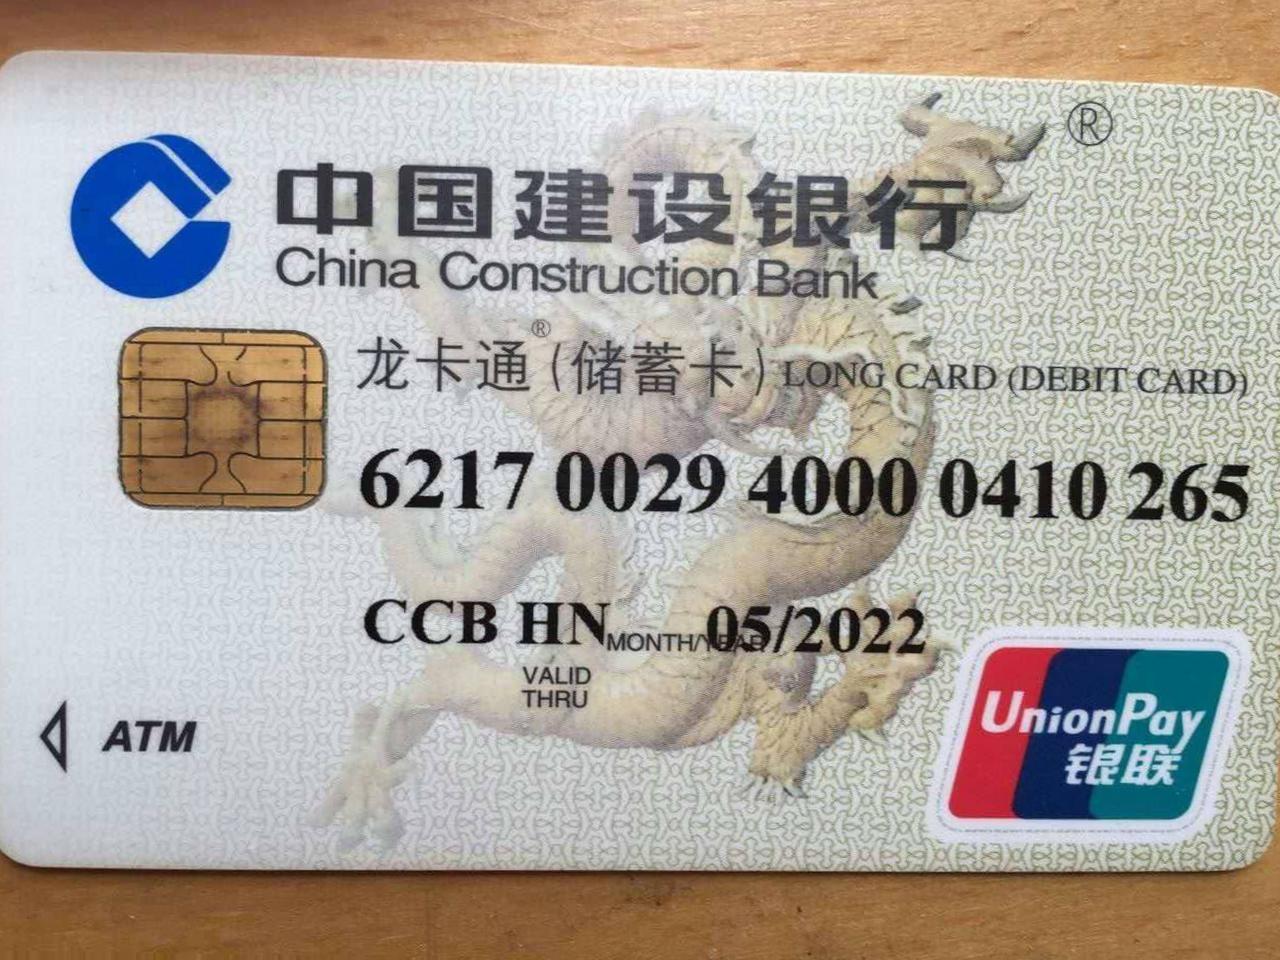 ®
中国建设银行
China Construction Bank
龙卡通®(储蓄卡) LONG CARD (DEBIT CARD)
6217 0029 4000 0410 265
CCB HN MONTH/YEAR 05/2022
VALID
THRU
ATM
UnionPay
银联